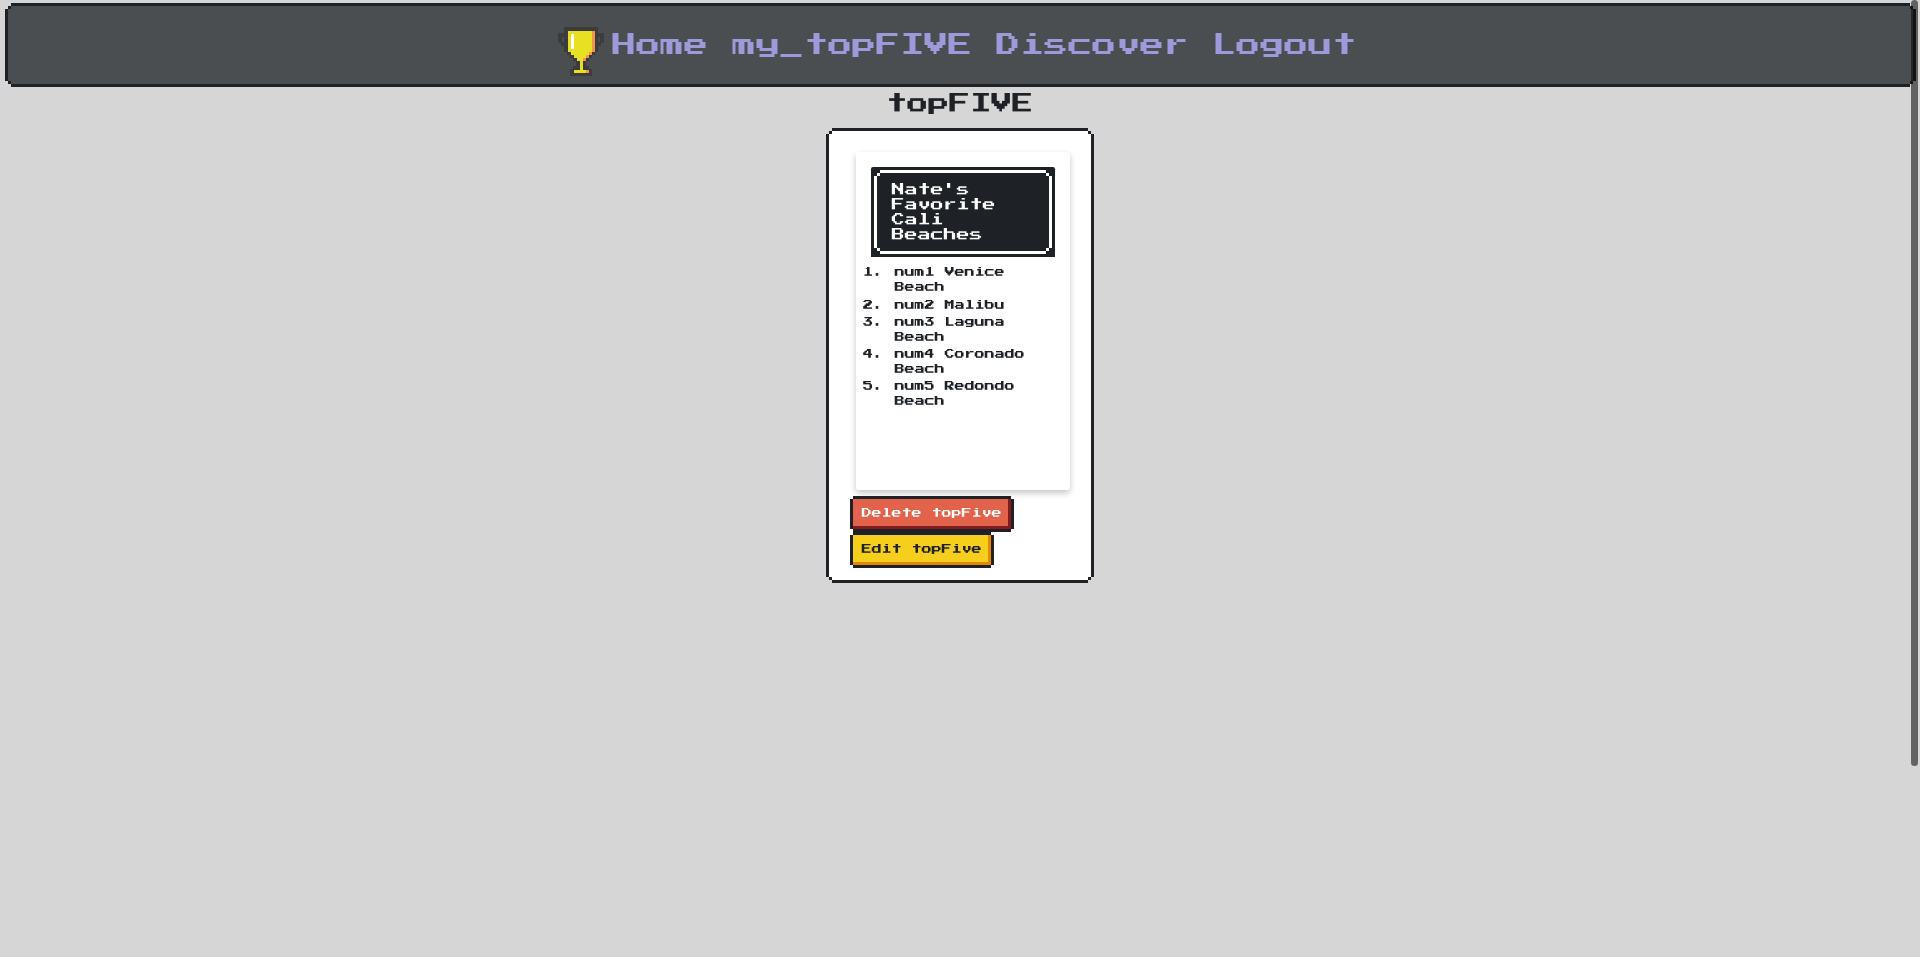 Home my_topFIVE Discover Logout
topFIVE
Nate's
Favorite
Cali
Beaches
1. num1 Venice
Beach
2. num2 Malibu
3. num3 Laguna
Beach
4. num4 Coronado
Beach
5. num5 Redondo
Beach
Delete topFive
Edit topFive